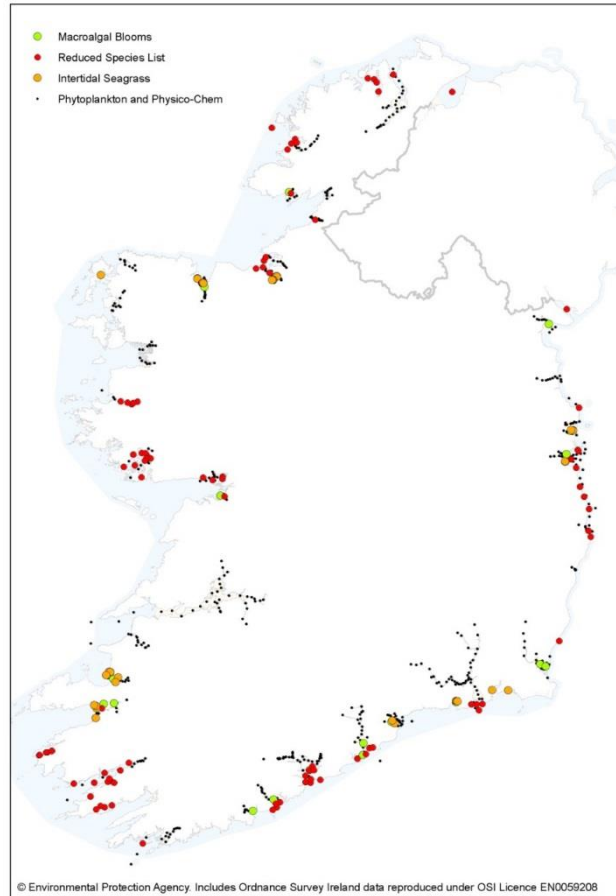 Macroalgal Blooms
Reduced Species List
Intertidal Seagrass
Phytoplankton and Physico-Chem
© Environmental Protection Agency. Includes Ordnance Survey Ireland data reproduced under OSI Licence EN0059208